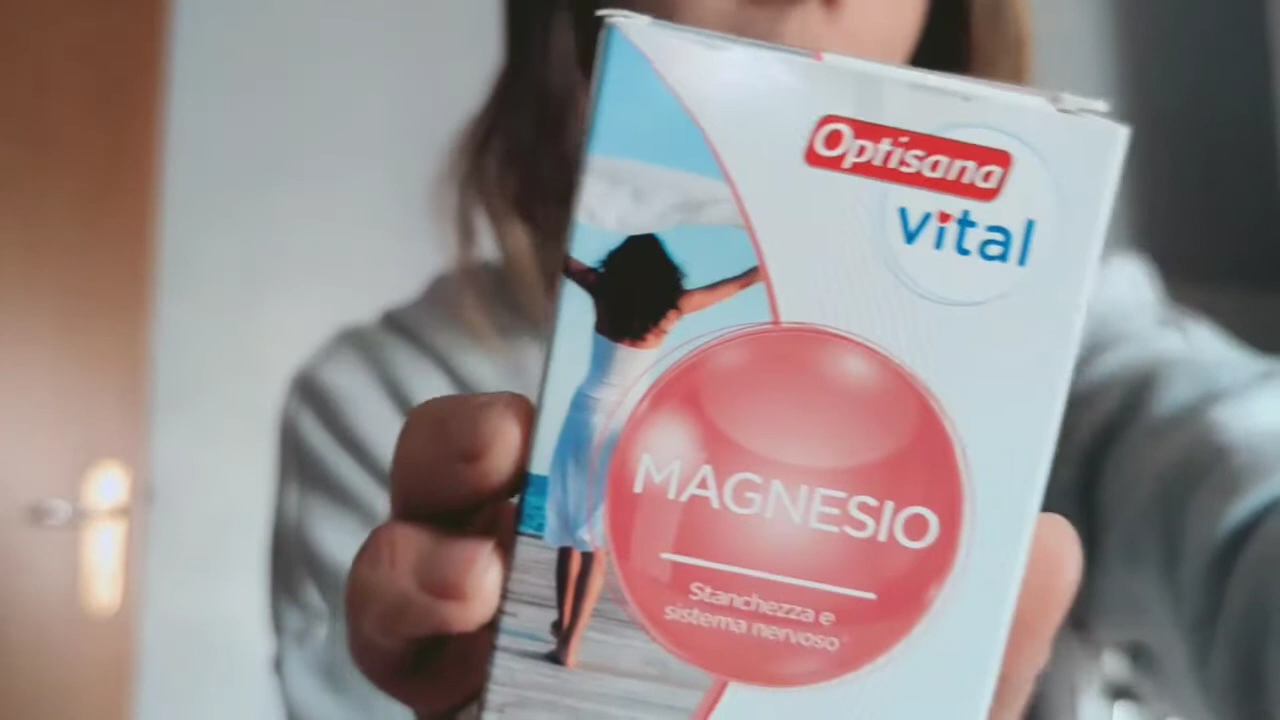 Optisana
vital
MAGNESIO
Stanchezza e
sistema nervoso